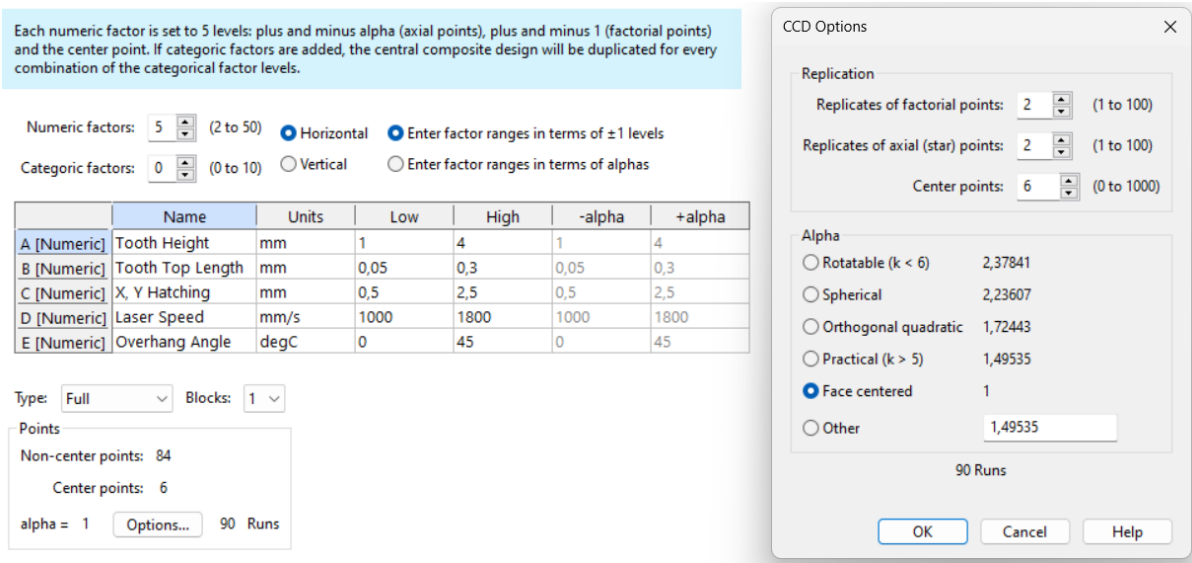 Each numeric factor is set to 5 levels: plus and minus alpha (axial points), plus and minus 1 (factorial points)
and the center point. If categoric factors are added, the central composite design will be duplicated for every
combination of the categorical factor levels.
Numeric factors: 5 (2 to 50) Horizontal Enter factor ranges in terms of ±1 levels
Categoric factors: 0 (0 to 10) Vertical Enter factor ranges in terms of alphas
Name Units Low High -alpha +alpha
A [Numeric] Tooth Height mm 1 4 1 4
B [Numeric] Tooth Top Length mm 0,05 0,3 0,05 0,3
C [Numeric] X, Y Hatching mm 0,5 2,5 0,5 2,5
D [Numeric] Laser Speed mm/s 1000 1800 1000 1800
E [Numeric] Overhang Angle degC 0 45 0 45
Type: Full Blocks: 1
Points
Non-center points: 84
Center points: 6
alpha = 1 Options... 90 Runs
CCD Options
Replication
Replicates of factorial points: 2 (1 to 100)
Replicates of axial (star) points: 2 (1 to 100)
Center points: 6 (0 to 1000)
Alpha
Rotatable (k < 6) 2,37841
Spherical 2,23607
Orthogonal quadratic 1,72443
Practical (k > 5) 1,49535
Face centered 1
Other 1,49535
90 Runs
OK Cancel Help